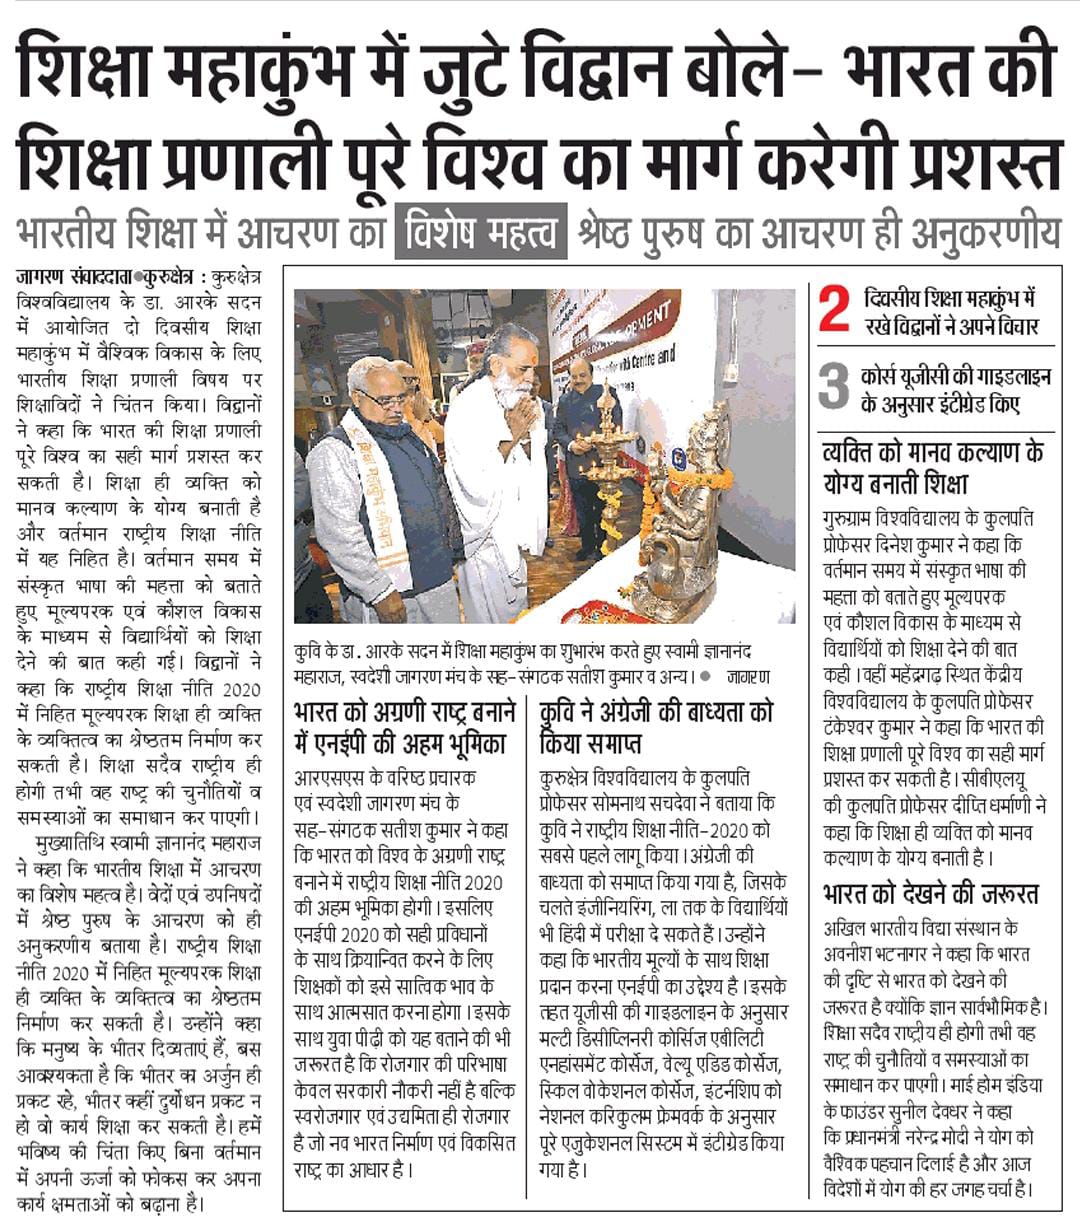 शिक्षा महाकुंभ में जुटे विद्वान बोले- भारत की
शिक्षा प्रणाली पूरे विश्व का मार्ग करेगी प्रशस्त
भारतीय शिक्षा में आचरण का विशेष महत्व श्रेष्ठ पुरुष का आचरण ही अनुकरणीय
जागरण संवाददाता●कुरुक्षेत्र : कुरुक्षेत्र
विश्वविद्यालय के डा. आरके सदन
में आयोजित दो दिवसीय शिक्षा
महाकुंभ में वैश्विक विकास के लिए
भारतीय शिक्षा प्रणाली विषय पर
शिक्षाविदों ने चिंतन किया। विद्वानों
ने कहा कि भारत की शिक्षा प्रणाली
पूरे विश्व का सही मार्ग प्रशस्त कर
सकती है। शिक्षा ही व्यक्ति को
मानव कल्याण के योग्य बनाती है
और वर्तमान राष्ट्रीय शिक्षा नीति
में यह निहित है। वर्तमान समय में
संस्कृत भाषा की महत्ता को बताते
हुए मूल्यपरक एवं कौशल विकास
के माध्यम से विद्यार्थियों को शिक्षा
देने की बात कही गई। विद्वानों ने
कहा कि राष्ट्रीय शिक्षा नीति 2020
में निहित मूल्यपरक शिक्षा ही व्यक्ति
के व्यक्तित्व का श्रेष्ठतम निर्माण कर
सकती है। शिक्षा सदैव राष्ट्रीय ही
होगी तभी वह राष्ट्र की चुनौतियों व
समस्याओं का समाधान कर पाएगी।
मुख्यातिथि स्वामी ज्ञानानंद महाराज
ने कहा कि भारतीय शिक्षा में आचरण
का विशेष महत्व है। वेदों एवं उपनिषदों
में श्रेष्ठ पुरुष के आचरण को ही
अनुकरणीय बताया है। राष्ट्रीय शिक्षा
नीति 2020 में निहित मूल्यपरक शिक्षा
ही व्यक्ति के व्यक्तित्व का श्रेष्ठतम
निर्माण कर सकती है। उन्होंने कहा
कि मनुष्य के भीतर दिव्यताएं हैं, बस
आवश्यकता है कि भीतर का अर्जुन ही
प्रकट रहे, भीतर कहीं दुर्योधन प्रकट न
हो वो कार्य शिक्षा कर सकती है। हमें
भविष्य की चिंता किए बिना वर्तमान
में अपनी ऊर्जा को फोकस कर अपना
कार्य क्षमताओं को बढ़ाना है।
MENT
with Centre and
कुवि के डा. आरके सदन में शिक्षा महाकुंभ का शुभारंभ करते हुए स्वामी ज्ञानानंद
महाराज, स्वदेशी जागरण मंच के सह-संगटक सतीश कुमार व अन्य। ● जागरण
भारत को अग्रणी राष्ट्र बनाने
में एनईपी की अहम भूमिका
आरएसएस के वरिष्ठ प्रचारक
एवं स्वदेशी जागरण मंच के
सह-संगठक सतीश कुमार ने कहा
कि भारत को विश्व के अग्रणी राष्ट्र
बनाने में राष्ट्रीय शिक्षा नीति 2020
की अहम भूमिका होगी। इसलिए
एनईपी 2020 को सही प्रविधानों
के साथ क्रियान्वित करने के लिए
शिक्षकों को इसे सात्विक भाव के
साथ आत्मसात करना होगा। इसके
साथ युवा पीढ़ी को यह बताने की भी
जरूरत है कि रोजगार की परिभाषा
केवल सरकारी नौकरी नहीं है बल्कि
स्वरोजगार एवं उद्यमिता ही रोजगार
है जो नव भारत निर्माण एवं विकसित
राष्ट्र का आधार है।
कुवि ने अंग्रेजी की बाध्यता को
किया समाप्त
कुरुक्षेत्र विश्वविद्यालय के कुलपति
प्रोफेसर सोमनाथ सचदेवा ने बताया कि
कुवि ने राष्ट्रीय शिक्षा नीति-2020 को
सबसे पहले लागू किया। अंग्रेजी की
बाध्यता को समाप्त किया गया है, जिसके
चलते इंजीनियरिंग, ला तक के विद्यार्थियों
भी हिंदी में परीक्षा दे सकते हैं। उन्होंने
कहा कि भारतीय मूल्यों के साथ शिक्षा
प्रदान करना एनईपी का उद्देश्य है। इसके
तहत यूजीसी की गाइडलाइन के अनुसार
मल्टी डिसीप्लिनरी कोर्सिज एबीलिटी
एनहांसमेंट कोर्सेज, वेल्यू एडिड कोर्सेज,
स्किल वोकेशनल कोर्सेज, इंटर्नशिप को
नेशनल करिकुलम फ्रेमवर्क के अनुसार
पूरे एजुकेशनल सिस्टम में इंटीग्रेड किया
गया है।
2 दिवसीय शिक्षा महाकुंभ में
रखे विद्वानों ने अपने विचार
3 कोर्स यूजीसी की गाइडलाइन
के अनुसार इंटीग्रेड किए
व्यक्ति को मानव कल्याण के
योग्य बनाती शिक्षा
गुरुग्राम विश्वविद्यालय के कुलपति
प्रोफेसर दिनेश कुमार ने कहा कि
वर्तमान समय में संस्कृत भाषा की
महत्ता को बताते हुए मूल्यपरक
एवं कौशल विकास के माध्यम से
विद्यार्थियों को शिक्षा देने की बात
कही। वहीं महेंद्रगढ़ स्थित केंद्रीय
विश्वविद्यालय के कुलपति प्रोफेसर
टंकेश्वर कुमार ने कहा कि भारत की
शिक्षा प्रणाली पूरे विश्व का सही मार्ग
प्रशस्त कर सकती है। सीबीएलयू
की कुलपति प्रोफेसर दीप्ति धर्माणी ने
कहा कि शिक्षा ही व्यक्ति को मानव
कल्याण के योग्य बनाती है।
भारत को देखने की जरूरत
अखिल भारतीय विद्या संस्थान के
अवनीश भटनागर ने कहा कि भारत
की दृष्टि से भारत को देखने की
जरूरत है क्योंकि ज्ञान सार्वभौमिक है।
शिक्षा सदैव राष्ट्रीय ही होगी तभी वह
राष्ट्र की चुनौतियों व समस्याओं का
समाधान कर पाएगी। माई होम इंडिया
के फाउंडर सुनील देवधर ने कहा
कि प्रधानमंत्री नरेन्द्र मोदी ने योग को
वैश्विक पहचान दिलाई है और आज
विदेशों में योग की हर जगह चर्चा है।